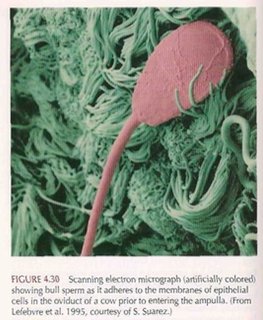 FIGURE 4.30 Scanning electron micrograph (artificially colored)
showing bull sperm as it adheres to the membranes of epithelial
cells in the oviduct of a cow prior to entering the ampulla. (From
Lefebvre et al. 1995, courtesy of S. Suarez.)